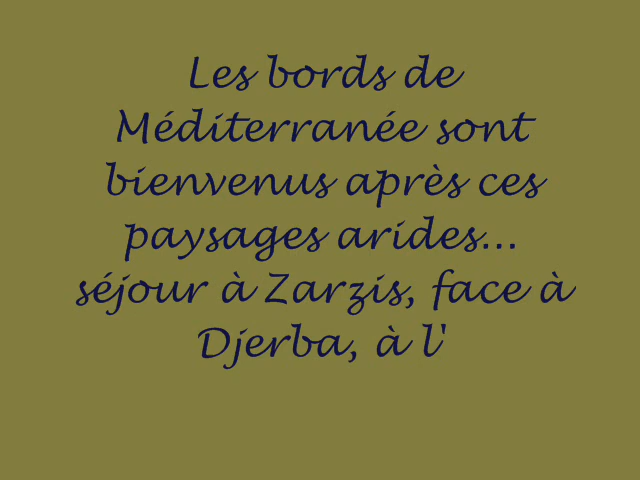 Les bords de
Méditerranée sont
bienvenus après ces
paysages arides...
séjour à Zarzis, face à
Djerba, à l'